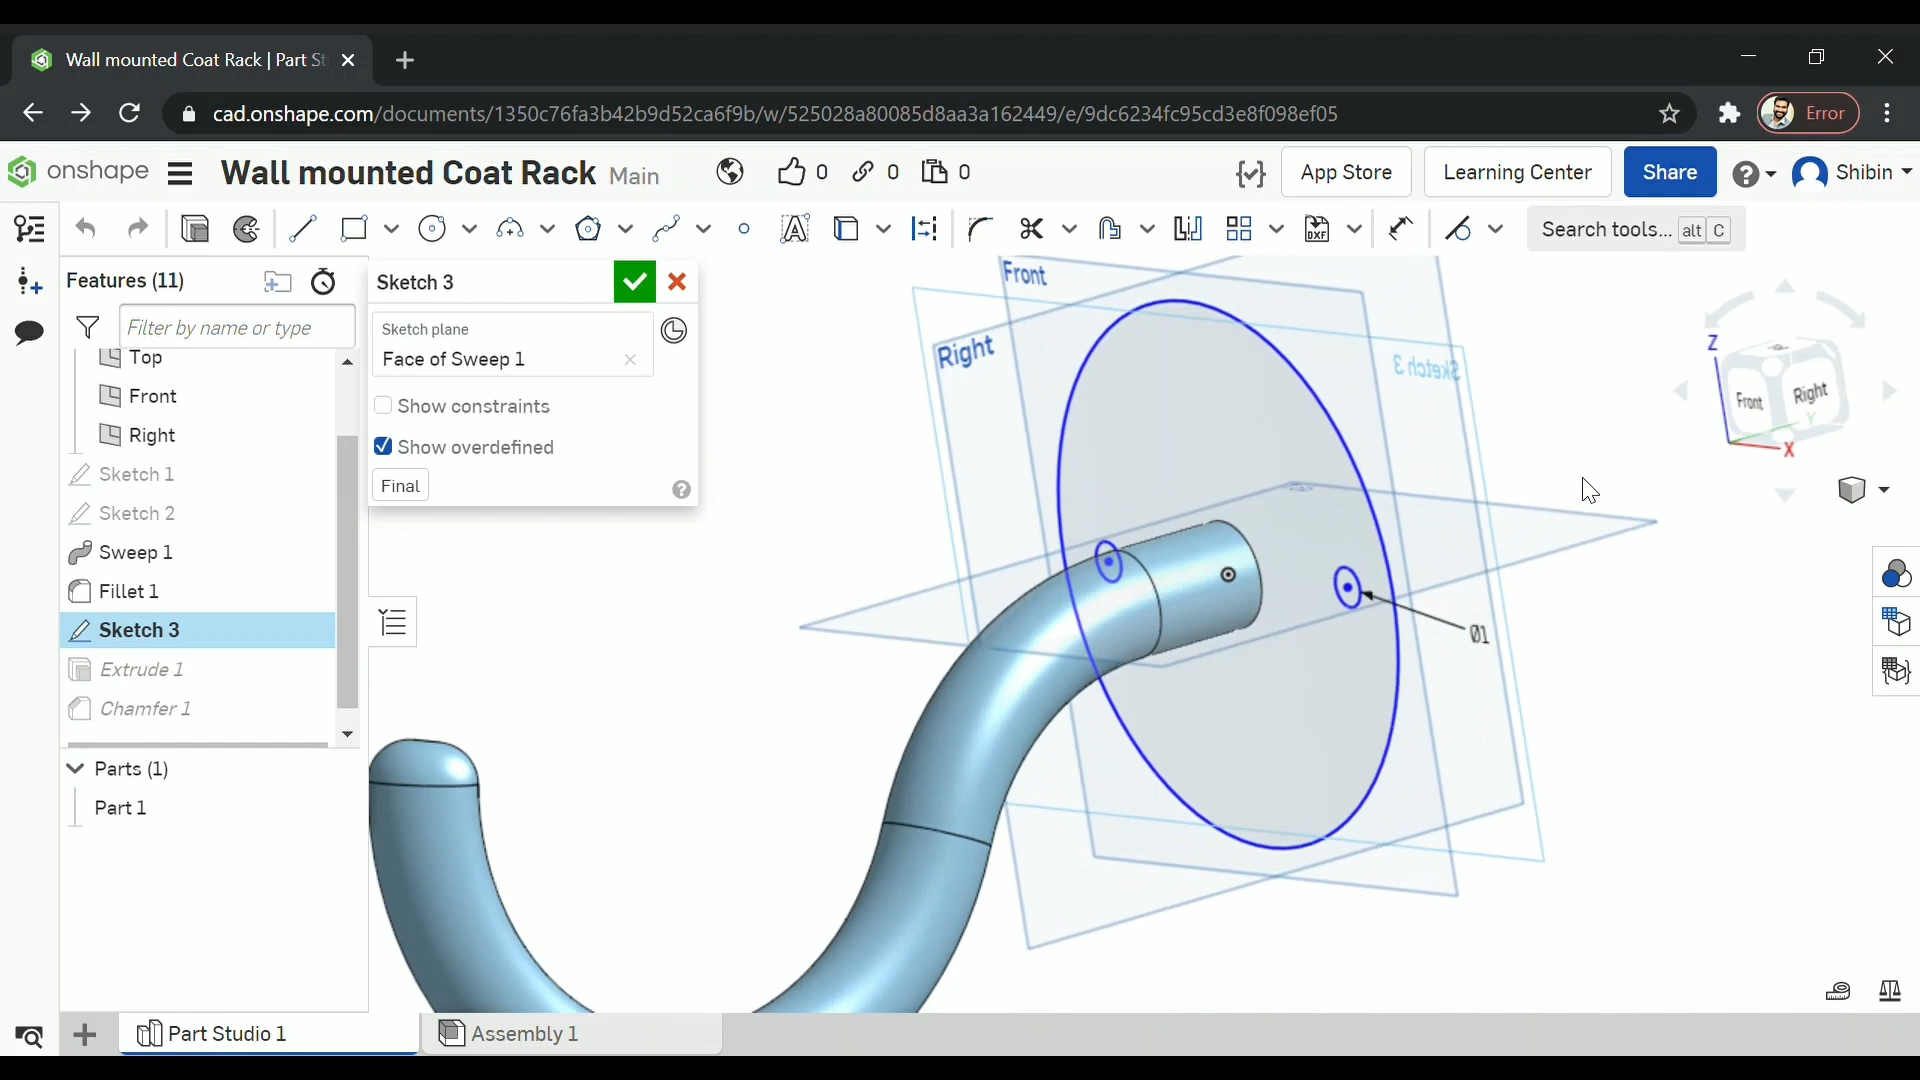 Wall mounted Coat Rack | Part St
cad.onshape.com/documents/1350c76fa3b42b9d52ca6f9b/w/525028a80085d8aa3a162449/e/9dc6234fc95cd3e8f098ef05
Error
onshape
Wall mounted Coat Rack Main
0 0 0
App Store
Learning Center
Share
Shibin
Search tools... alt C
Features (11)
Filter by name or type
Top
Front
Right
Sketch 1
Sketch 2
Sweep 1
Fillet 1
Sketch 3
Extrude 1
Chamfer 1
Parts (1)
Part 1
Sketch 3
Sketch plane
Face of Sweep 1
Show constraints
Show overdefined
Final
Front
Right
Sketch 3
Ø1
Z
Front
Right
Y
X
Part Studio 1
Assembly 1